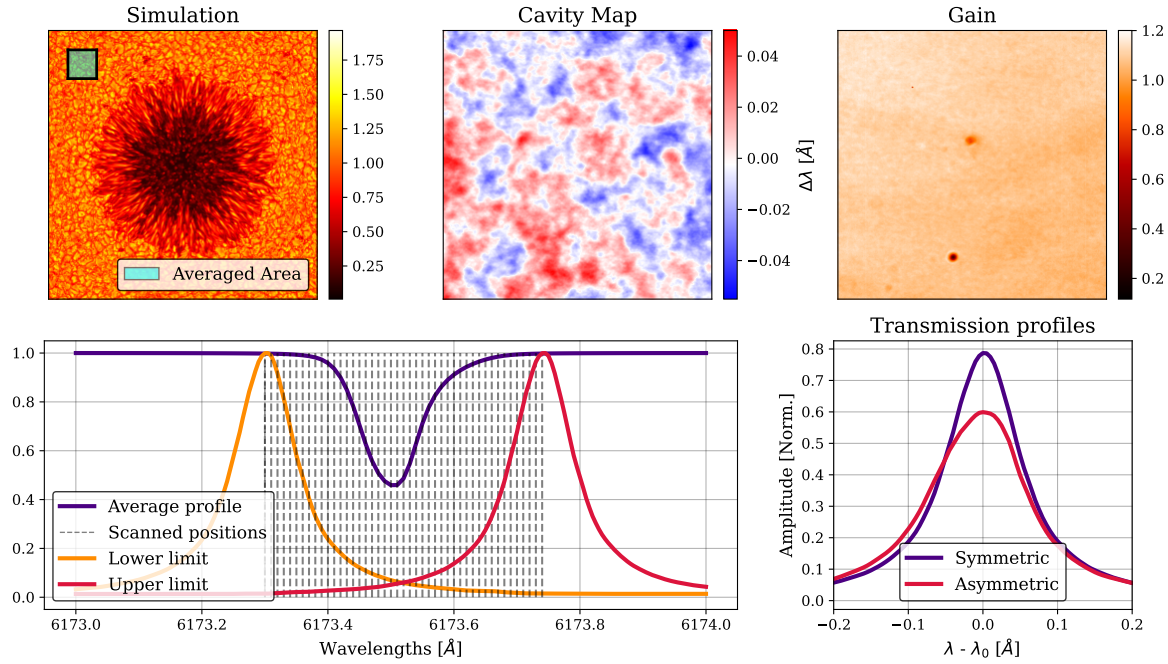 Simulation
Cavity Map
Gain
1.75
1.50
1.25
1.00
0.75
0.50
0.25
Averaged Area
0.04
0.02
0.00
−0.02
−0.04
Δλ [Å]
1.2
1.0
0.8
0.6
0.4
0.2
1.0
0.8
0.6
0.4
0.2
0.0
Average profile
Scanned positions
Lower limit
Upper limit
6173.0
6173.2
6173.4
6173.6
6173.8
6174.0
Wavelengths [Å]
Transmission profiles
Amplitude [Norm.]
0.8
0.7
0.6
0.5
0.4
0.3
0.2
0.1
0.0
Symmetric
Asymmetric
−0.2
−0.1
0.0
0.1
0.2
λ - λ₀ [Å]